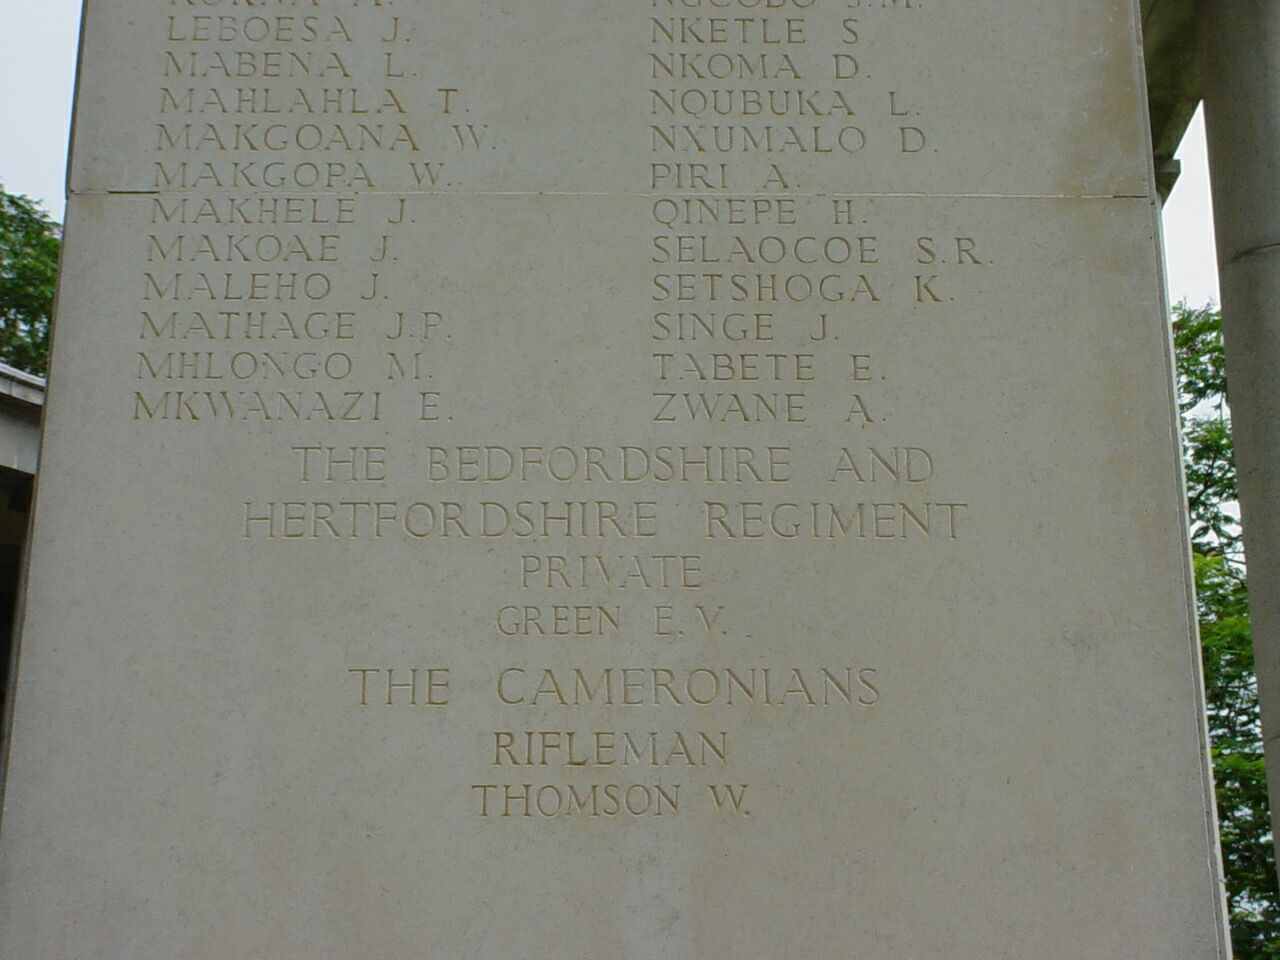 LEBOESA J.
MABENA L.
MAHLAHLA T.
MAKGOANA W.
MAKGOPA W.
MAKHELE J.
MAKOAE J.
MALEHO J.
MATHAGE J.P.
MHLONGO M.
MKWANAZI E.
NGCOBO J.M.
NKETLE S.
NKOMA D.
NQUBUKA L.
NXUMALO D.
PIRI A.
QINEPE H.
SELAOCOE S.R.
SETSHOGA K.
SINGE J.
TABETE E.
ZWANE A.
THE BEDFORDSHIRE AND
HERTFORDSHIRE REGIMENT
PRIVATE
GREEN E.V.
THE CAMERONIANS
RIFLEMAN
THOMSON W.